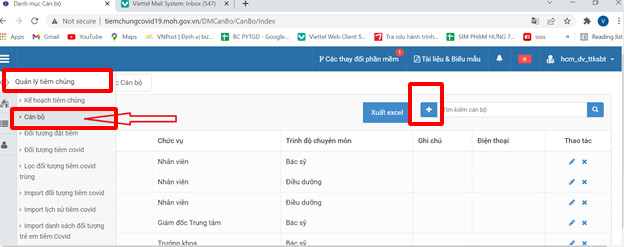 Danh mục Cán bộ
Viettel Mail System: Inbox (547)
Not secure | tiemchungcovid19.moh.gov.vn/DMCanBo/CanBo/Index
Gmail
YouTube
Maps
VNPost | Định vị bư...
BC PYTGD - Google...
Viettel Web Client S...
Tra cứu hành trình...
SỊNH PHẨM HÙNG 7...
ssss
Reading list
Các thay đổi phần mềm
Tài liệu & Biểu mẫu
hcm_dv_ttksbt
Quản lý tiêm chủng
Cán bộ
Kế hoạch tiêm chủng
Cán bộ
Đối tượng đặt tiêm
Đối tượng tiêm covid
Lọc đối tượng tiêm covid
trùng
Import đối tượng tiêm covid
Import lịch sử tiêm covid
Import danh sách đối tượng
trẻ em tiêm Covid
Xuất excel
+
Tìm kiếm cán bộ
Chức vụ Trình độ chuyên môn Ghi chú Điện thoại Thao tác
Nhân viên Bác sỹ
Nhân viên Điều dưỡng
Nhân viên Điều dưỡng
Giám đốc Trung tâm Bác sỹ
Trưởng khoa Bác sỹ